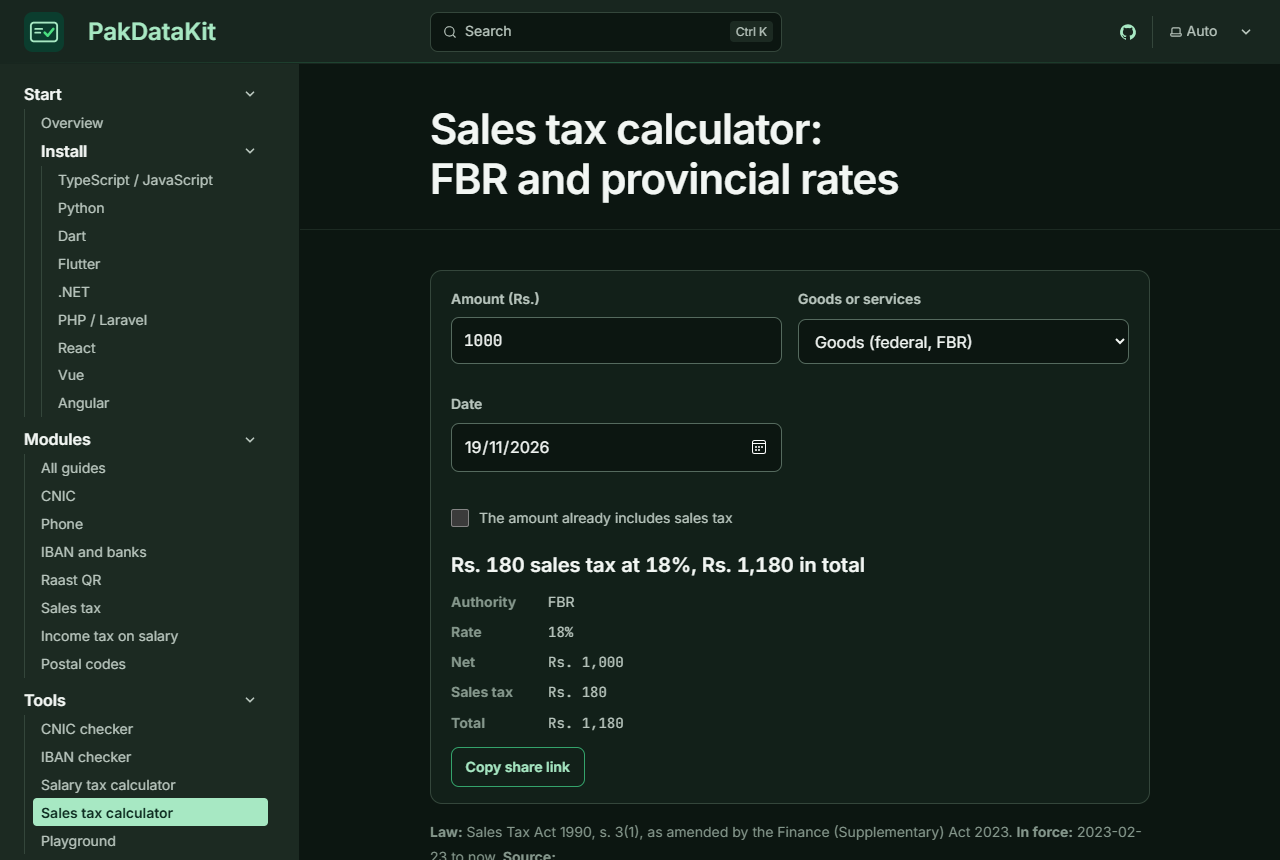 PakDataKit
Search
Ctrl K
Auto
Start
Overview
Install
TypeScript / JavaScript
Python
Dart
Flutter
.NET
PHP / Laravel
React
Vue
Angular
Modules
All guides
CNIC
Phone
IBAN and banks
Raast QR
Sales tax
Income tax on salary
Postal codes
Tools
CNIC checker
IBAN checker
Salary tax calculator
Sales tax calculator
Playground
Sales tax calculator:
FBR and provincial rates
Amount (Rs.)
1000
Goods or services
Goods (federal, FBR)
Date
19/11/2026
The amount already includes sales tax
Rs. 180 sales tax at 18%, Rs. 1,180 in total
Authority FBR
Rate 18%
Net Rs. 1,000
Sales tax Rs. 180
Total Rs. 1,180
Copy share link
Law: Sales Tax Act 1990, s. 3(1), as amended by the Finance (Supplementary) Act 2023. In force: 2023-02-
23 to now. Source: